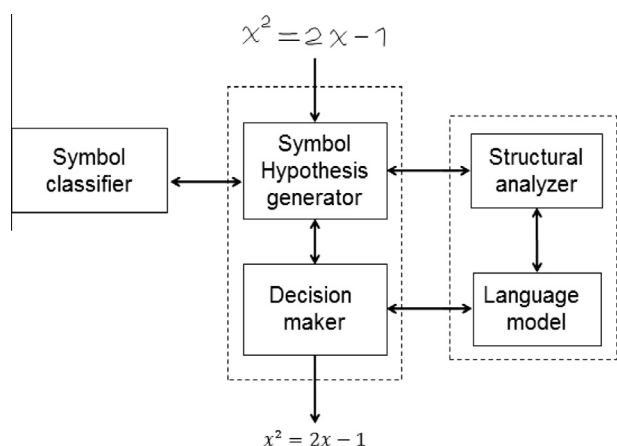 x² = 2x - 1
Symbol
classifier
Symbol
Hypothesis
generator
Structural
analyzer
Decision
maker
Language
model
x² = 2x − 1